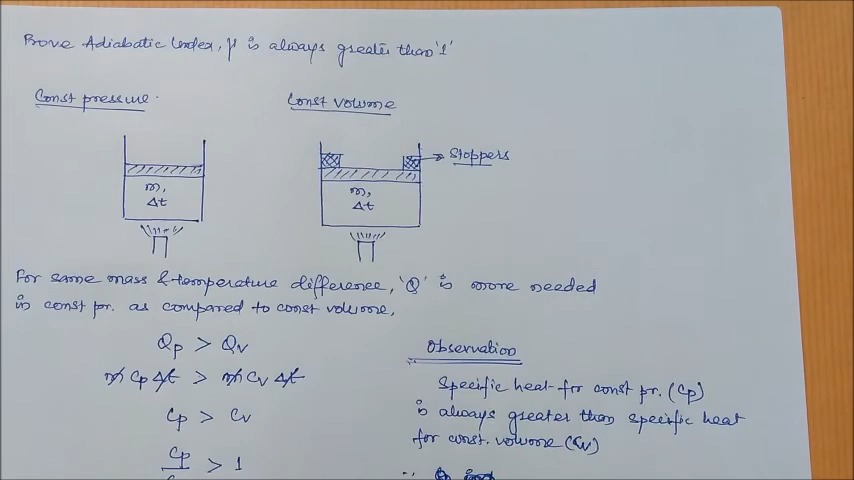 Prove Adiabatic Index, γ is always greater than '1'
Const pressure
Const volume
Stoppers
m,
Δt
m,
Δt
For same mass & temperature difference, 'Q' is more needed
in const pr. as compared to const volume,
Qp > Qv
m Cp Δt > m Cv Δt
Cp > Cv
Cp
> 1
Observation
Specific heat for const pr. (Cp)
is always greater than specific heat
for const. volume (Cv)
∴